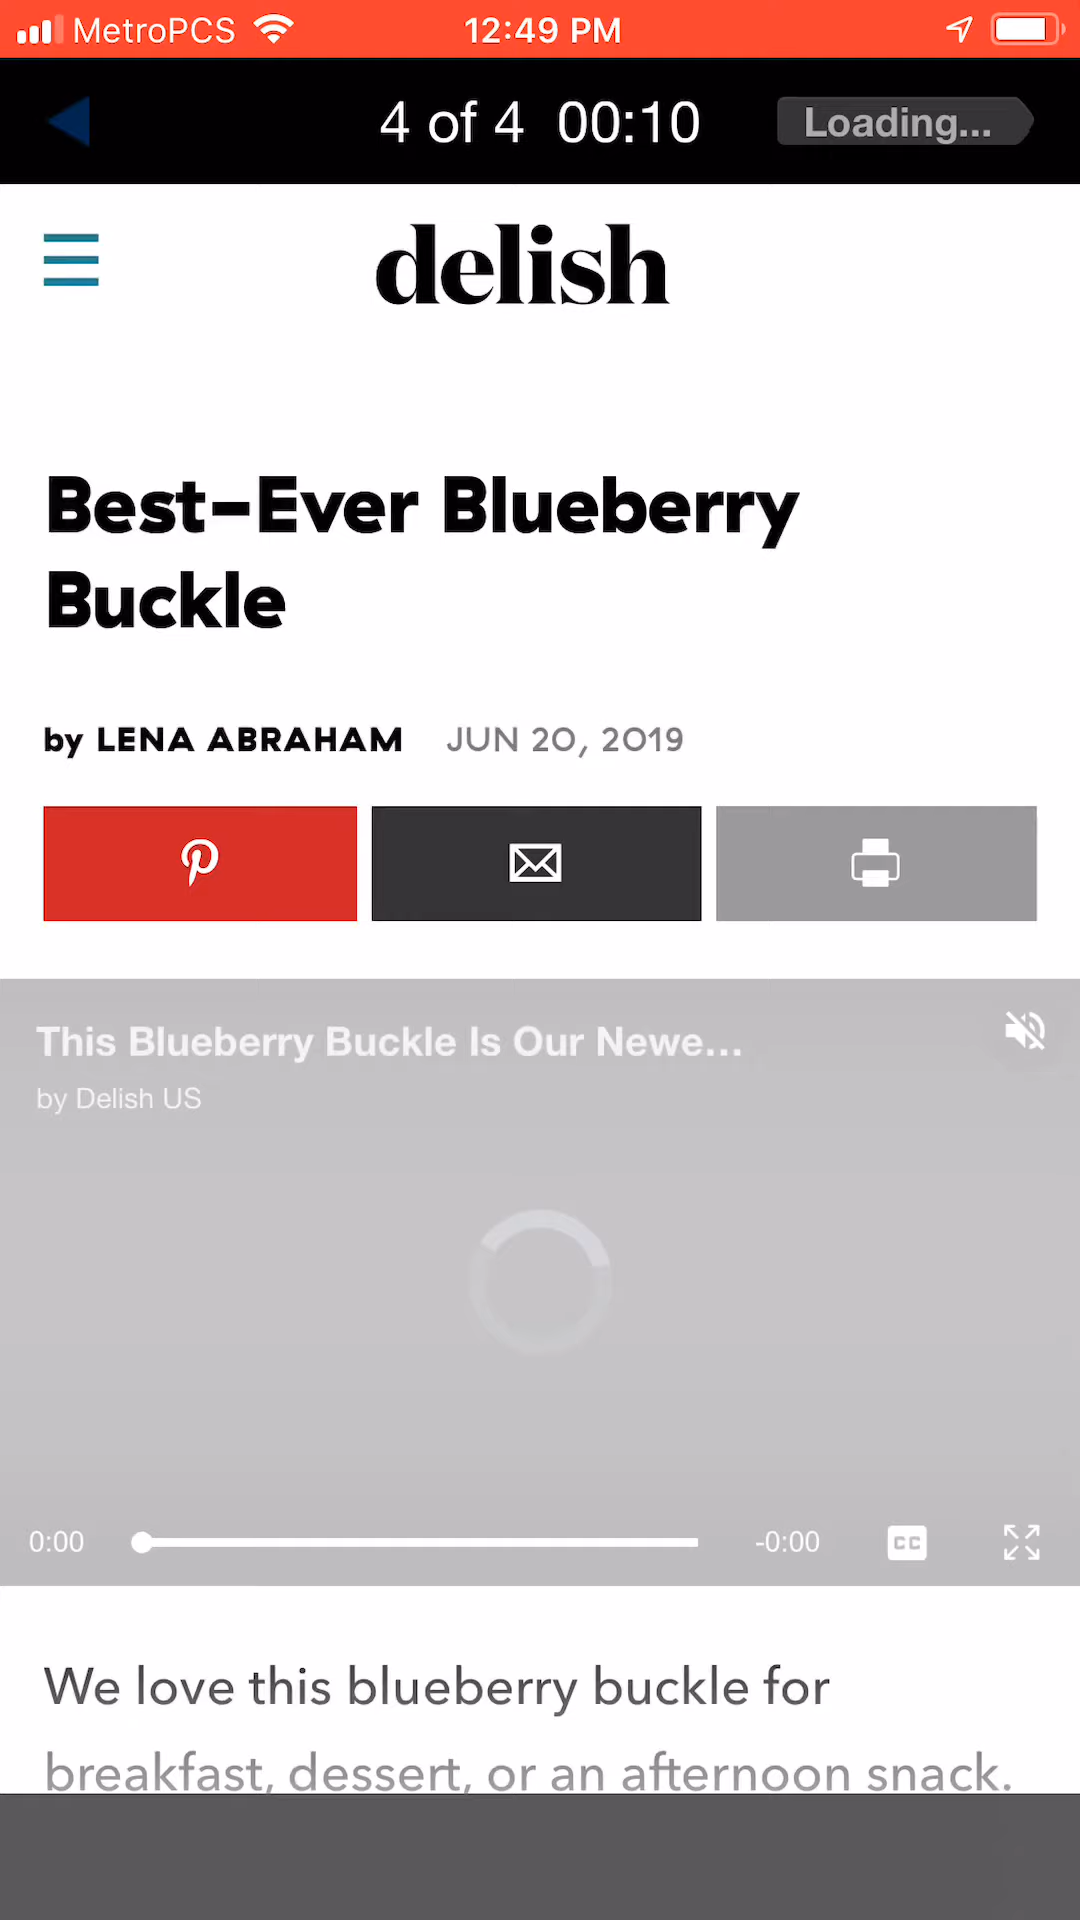 MetroPCS 12:49 PM
4 of 4 00:10 Loading...
delish
Best-Ever Blueberry
Buckle
by LENA ABRAHAM JUN 20, 2019
This Blueberry Buckle Is Our Newe...
by Delish US
0:00 -0:00 CC
We love this blueberry buckle for
breakfast, dessert, or an afternoon snack.